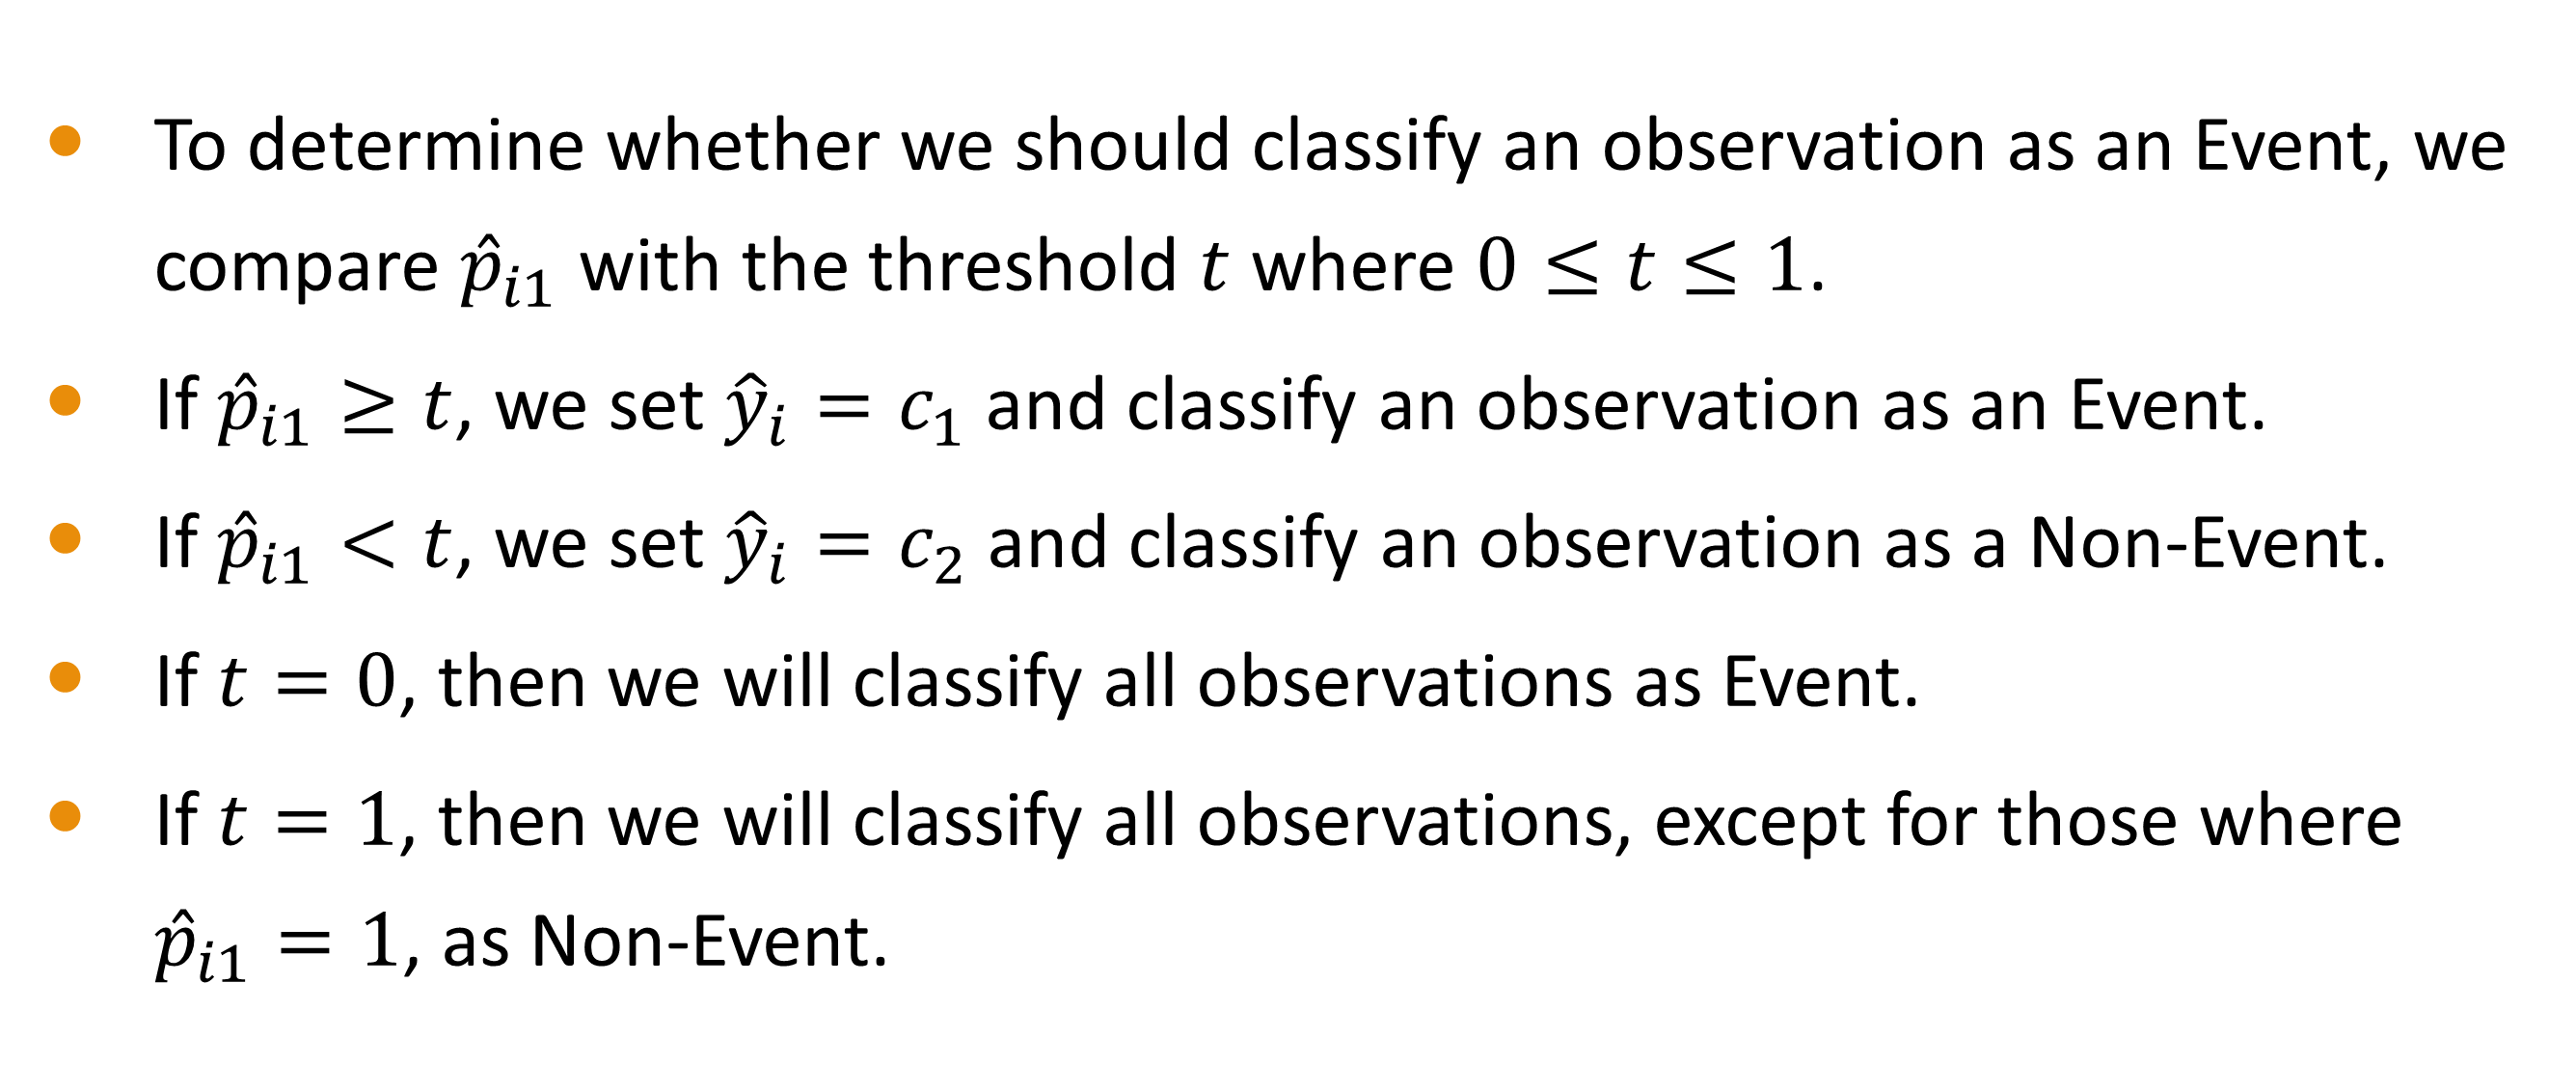 • To determine whether we should classify an observation as an Event, we
compare p̂ᵢ₁ with the threshold t where 0 ≤ t ≤ 1.
• If p̂ᵢ₁ ≥ t, we set ŷᵢ = c₁ and classify an observation as an Event.
• If p̂ᵢ₁ < t, we set ŷᵢ = c₂ and classify an observation as a Non-Event.
• If t = 0, then we will classify all observations as Event.
• If t = 1, then we will classify all observations, except for those where
p̂ᵢ₁ = 1, as Non-Event.